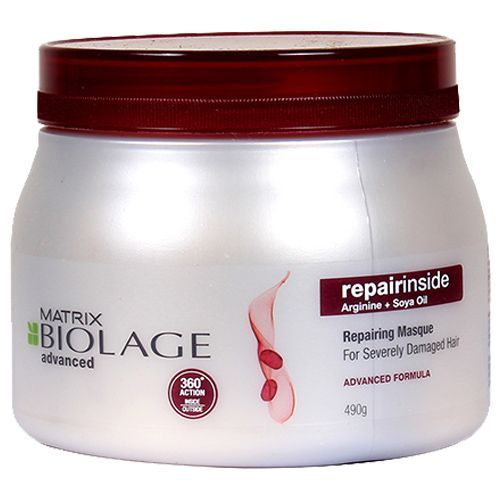 MATRIX
BIOLAGE
advanced
360°
ACTION
INSIDE
OUTSIDE
repairinside
Arginine + Soya Oil
Repairing Masque
For Severely Damaged Hair
ADVANCED FORMULA
490g